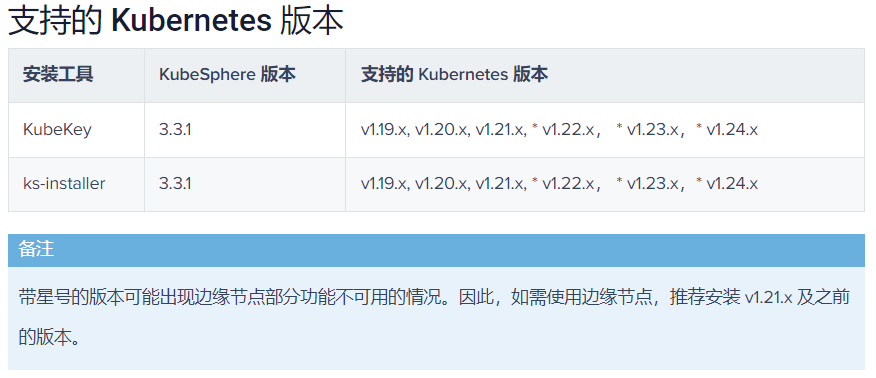 支持的 Kubernetes 版本
安装工具 KubeSphere 版本 支持的 Kubernetes 版本
KubeKey 3.3.1 v1.19.x, v1.20.x, v1.21.x, * v1.22.x， * v1.23.x，* v1.24.x
ks-installer 3.3.1 v1.19.x, v1.20.x, v1.21.x, * v1.22.x， * v1.23.x，* v1.24.x
备注
带星号的版本可能出现边缘节点部分功能不可用的情况。因此，如需使用边缘节点，推荐安装 v1.21.x 及之前
的版本。